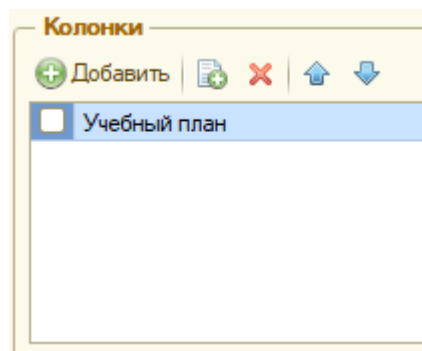 Колонки
Добавить
Учебный план